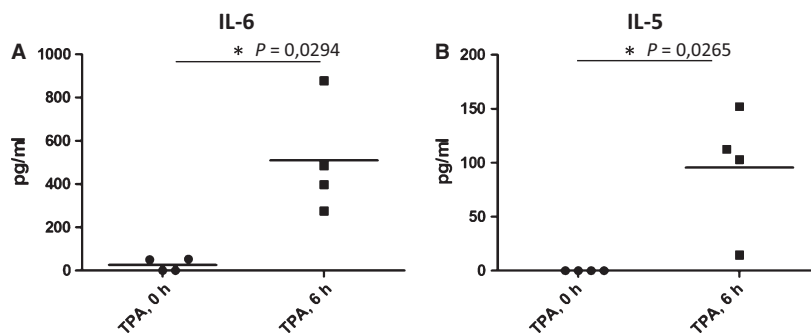 IL-6
A
* P = 0,0294
1000
800
600
400
200
0
pg/ml
TPA, 0 h
TPA, 6 h
IL-5
B
* P = 0,0265
200
150
100
50
0
pg/ml
TPA, 0 h
TPA, 6 h